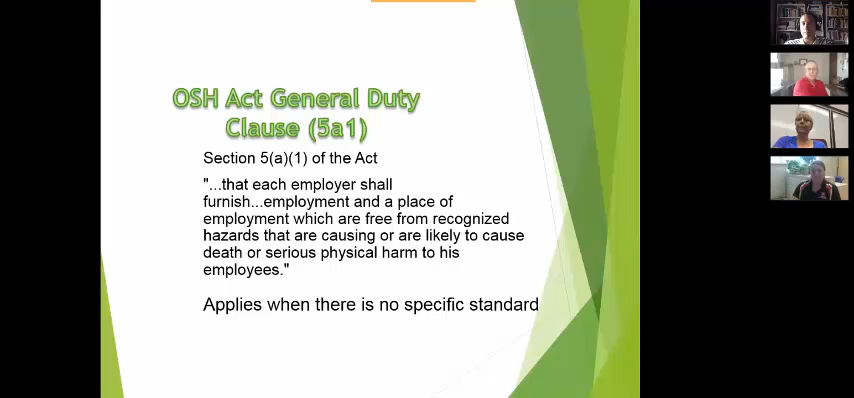 OSH Act General Duty
Clause (5a1)
Section 5(a)(1) of the Act
"...that each employer shall
furnish...employment and a place of
employment which are free from recognized
hazards that are causing or are likely to cause
death or serious physical harm to his
employees."
Applies when there is no specific standard